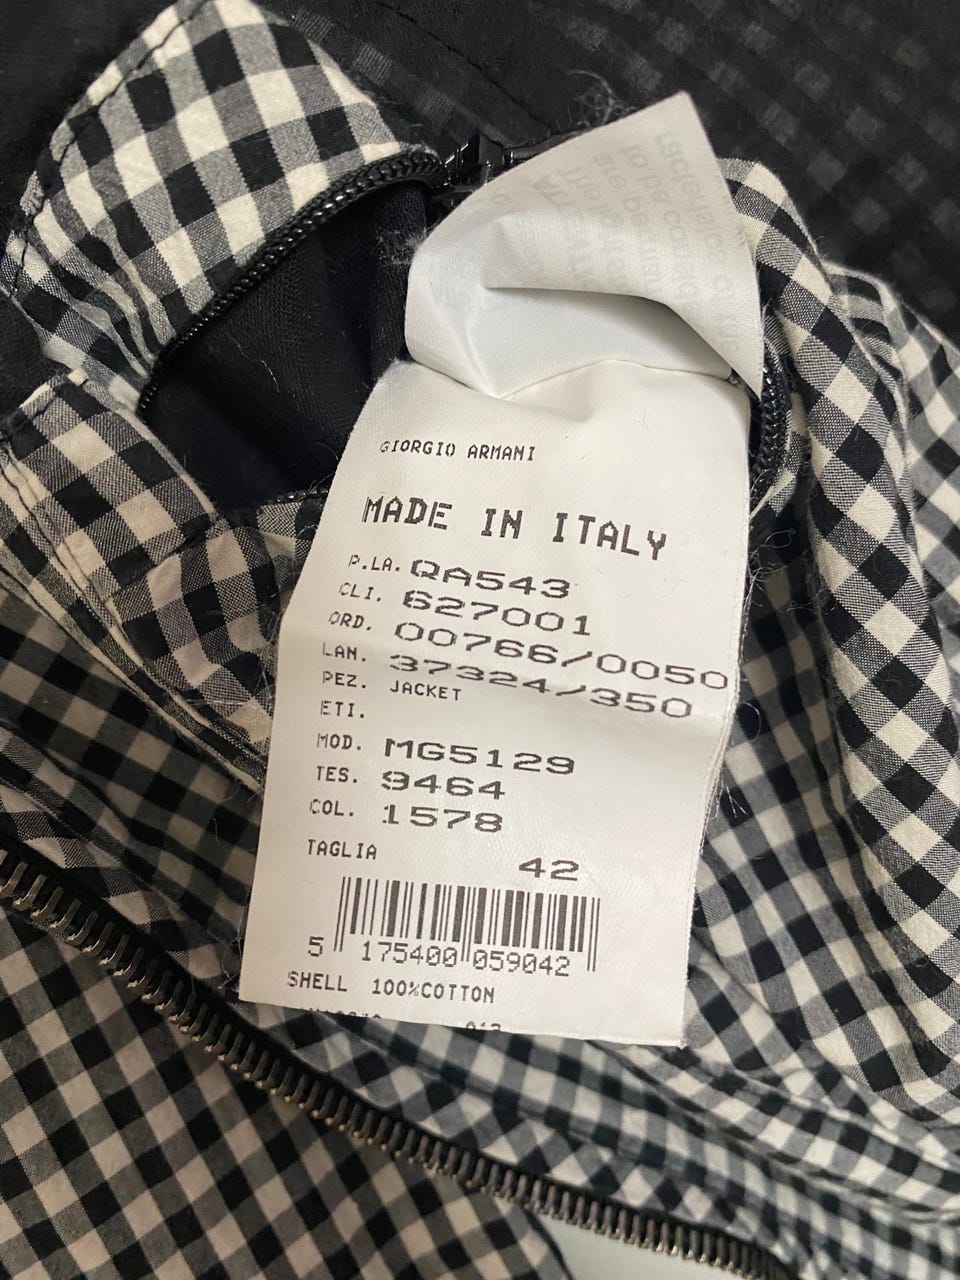 GIORGIO ARMANI
MADE IN ITALY
P.LA. QA543
CLI. 627001
ORD. 00766/0050
LAN. 37324/350
PEZ. JACKET
ETI.
MOD. MG5129
TES. 9464
COL. 1578
TAGLIA 42
5 175400 059042
SHELL 100%COTTON